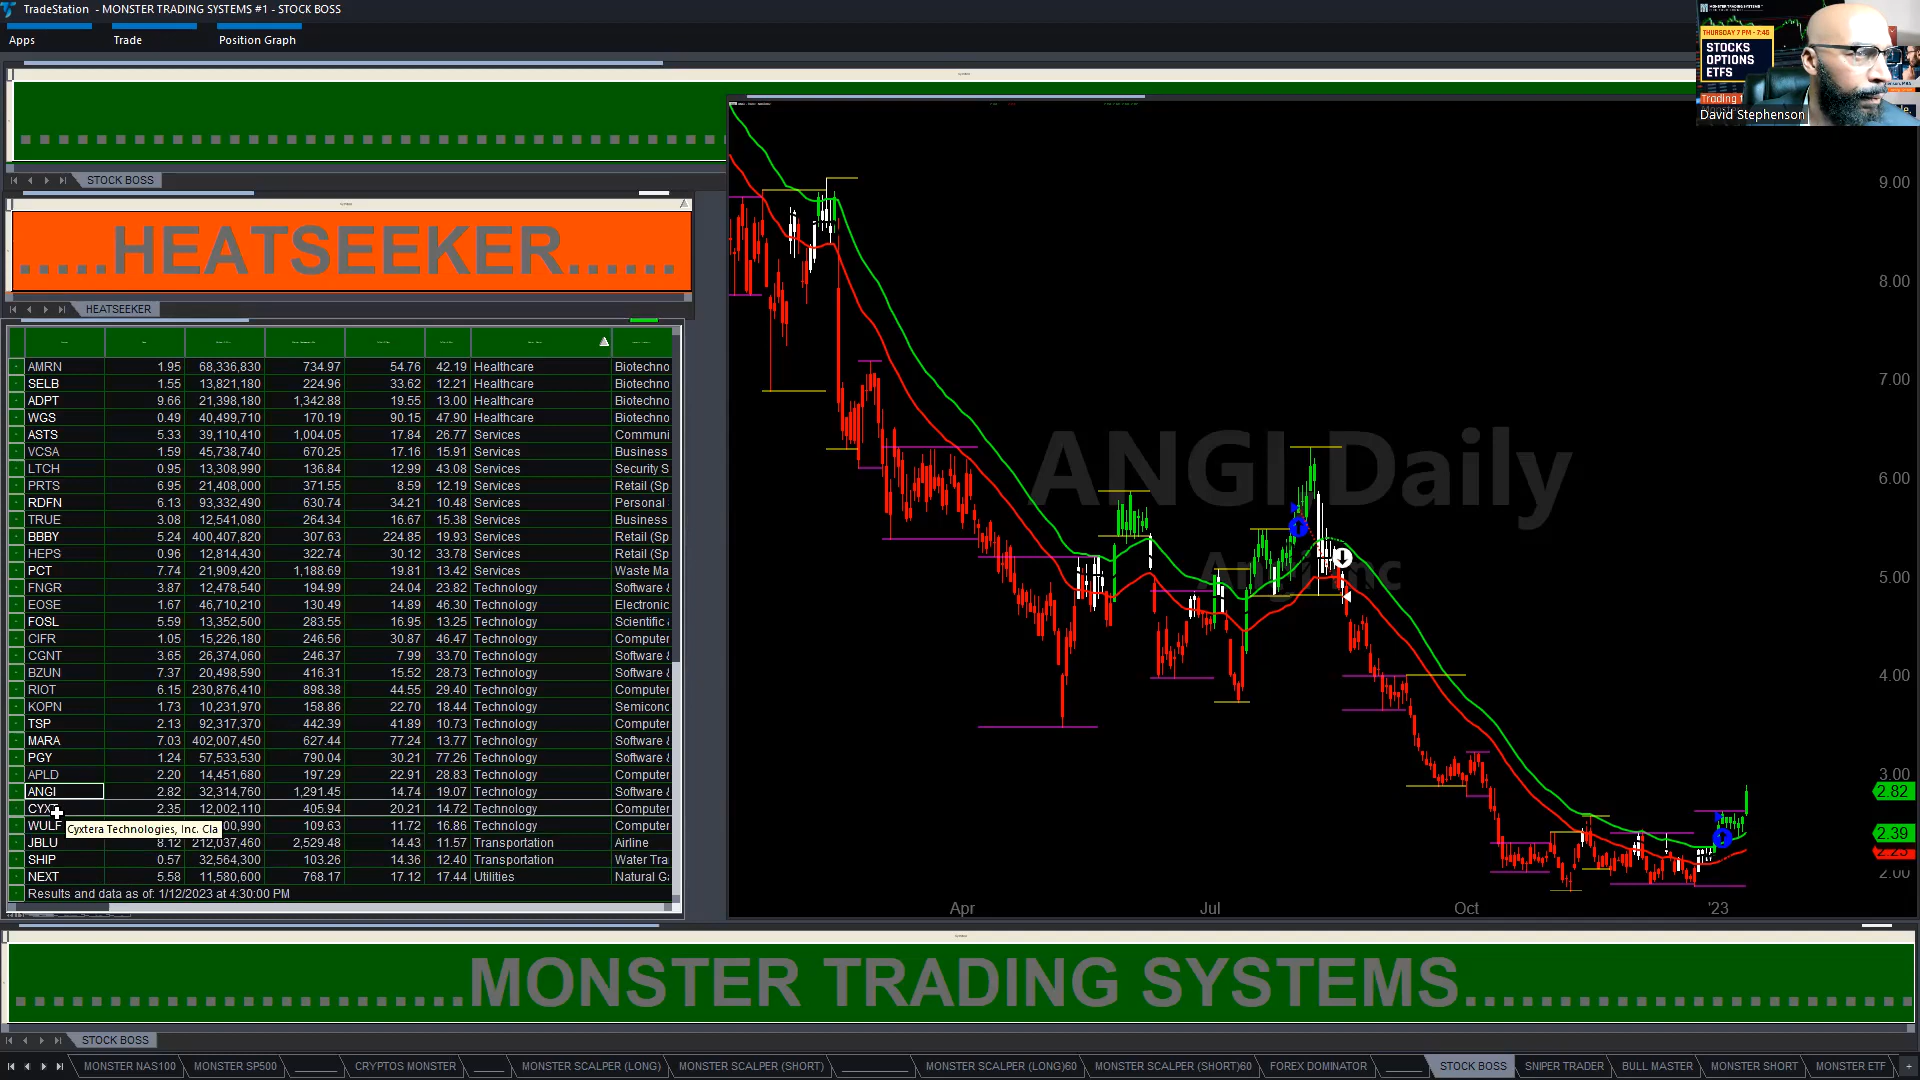 TradeStation - MONSTER TRADING SYSTEMS #1 - STOCK BOSS
Apps Trade Position Graph
THURSDAY 7 PM - 7:45
STOCKS
OPTIONS
ETFS
David Stephenson
STOCK BOSS
.....HEATSEEKER......
HEATSEEKER
AMRN 1.95 68,336,830 734.97 54.76 42.19 Healthcare Biotechno
SELB 1.55 13,821,180 224.96 33.62 12.21 Healthcare Biotechno
ADPT 9.66 21,398,180 1,342.88 19.55 13.00 Healthcare Biotechno
WGS 0.49 40,499,710 170.19 90.15 47.90 Healthcare Biotechno
ASTS 5.33 39,110,410 1,004.05 17.84 26.77 Services Communi
VCSA 1.59 45,738,740 670.25 17.16 15.91 Services Business
LTCH 0.95 13,308,990 136.84 12.99 43.08 Services Security S
PRTS 6.95 21,408,000 371.55 8.59 12.19 Services Retail (Sp
RDFN 6.13 93,332,490 630.74 34.21 10.48 Services Personal
TRUE 3.08 12,541,080 264.34 16.67 15.38 Services Business
BBBY 5.24 400,407,820 307.63 224.85 19.93 Services Retail (Sp
HEPS 0.96 12,814,430 322.74 30.12 33.78 Services Retail (Sp
PCT 7.74 21,909,420 1,188.69 19.81 13.42 Services Waste Ma
FNGR 3.87 12,478,540 194.99 24.04 23.82 Technology Software &
EOSE 1.67 46,710,210 130.49 14.89 46.30 Technology Electronic
FOSL 5.59 13,352,500 283.55 16.95 13.25 Technology Scientific &
CIFR 1.05 15,226,180 246.56 30.87 46.47 Technology Computer
CGNT 3.65 26,374,060 246.37 7.99 33.70 Technology Software &
BZUN 7.37 20,498,590 416.31 15.52 28.73 Technology Software &
RIOT 6.15 230,876,410 898.38 44.55 29.40 Technology Computer
KOPN 1.73 10,231,970 158.86 22.70 18.44 Technology Semicono
TSP 2.13 92,317,370 442.39 41.89 10.73 Technology Computer
MARA 7.03 402,007,450 627.44 77.24 13.77 Technology Software &
PGY 1.24 57,533,530 790.04 30.21 77.26 Technology Software &
APLD 2.20 14,451,680 197.29 22.91 28.83 Technology Computer
ANGI 2.82 32,314,760 1,291.45 14.74 19.07 Technology Software &
CYXT 2.35 12,002,110 405.94 20.21 14.72 Technology Computer
WULF 00,990 109.63 11.72 16.86 Technology Computer
Cyxtera Technologies, Inc. Cla
JBLU 8.12 212,037,460 2,529.48 14.43 11.57 Transportation Airline
SHIP 0.57 32,564,300 103.26 14.36 12.40 Transportation Water Tra
NEXT 5.58 11,580,600 768.17 17.12 17.44 Utilities Natural Ga
Results and data as of: 1/12/2023 at 4:30:00 PM
ANGI Daily
9.00
8.00
7.00
6.00
5.00
4.00
3.00
2.82
2.39
2.23
2.00
Apr Jul Oct '23
MONSTER TRADING SYSTEMS
STOCK BOSS
MONSTER NAS100 MONSTER SP500 CRYPTOS MONSTER MONSTER SCALPER (LONG) MONSTER SCALPER (SHORT) MONSTER SCALPER (LONG)60 MONSTER SCALPER (SHORT)60 FOREX DOMINATOR STOCK BOSS SNIPER TRADER BULL MASTER MONSTER SHORT MONSTER ETF